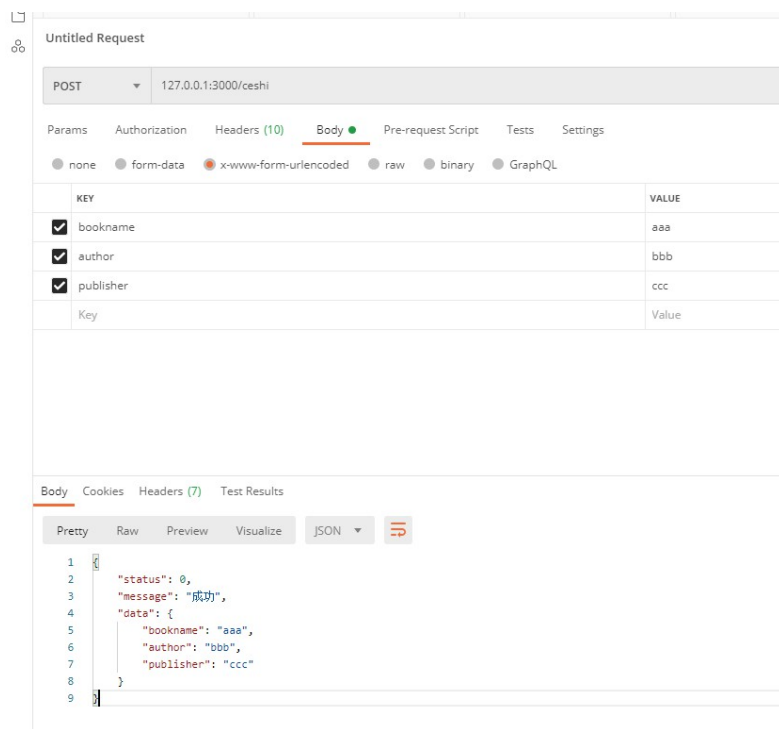 Untitled Request
POST 127.0.0.1:3000/ceshi
Params Authorization Headers (10) Body Pre-request Script Tests Settings
none form-data x-www-form-urlencoded raw binary GraphQL
KEY VALUE
bookname aaa
author bbb
publisher ccc
Key Value
Body Cookies Headers (7) Test Results
Pretty Raw Preview Visualize JSON
1 {
2 "status": 0,
3 "message": "成功",
4 "data": {
5 "bookname": "aaa",
6 "author": "bbb",
7 "publisher": "ccc"
8 }
9 }